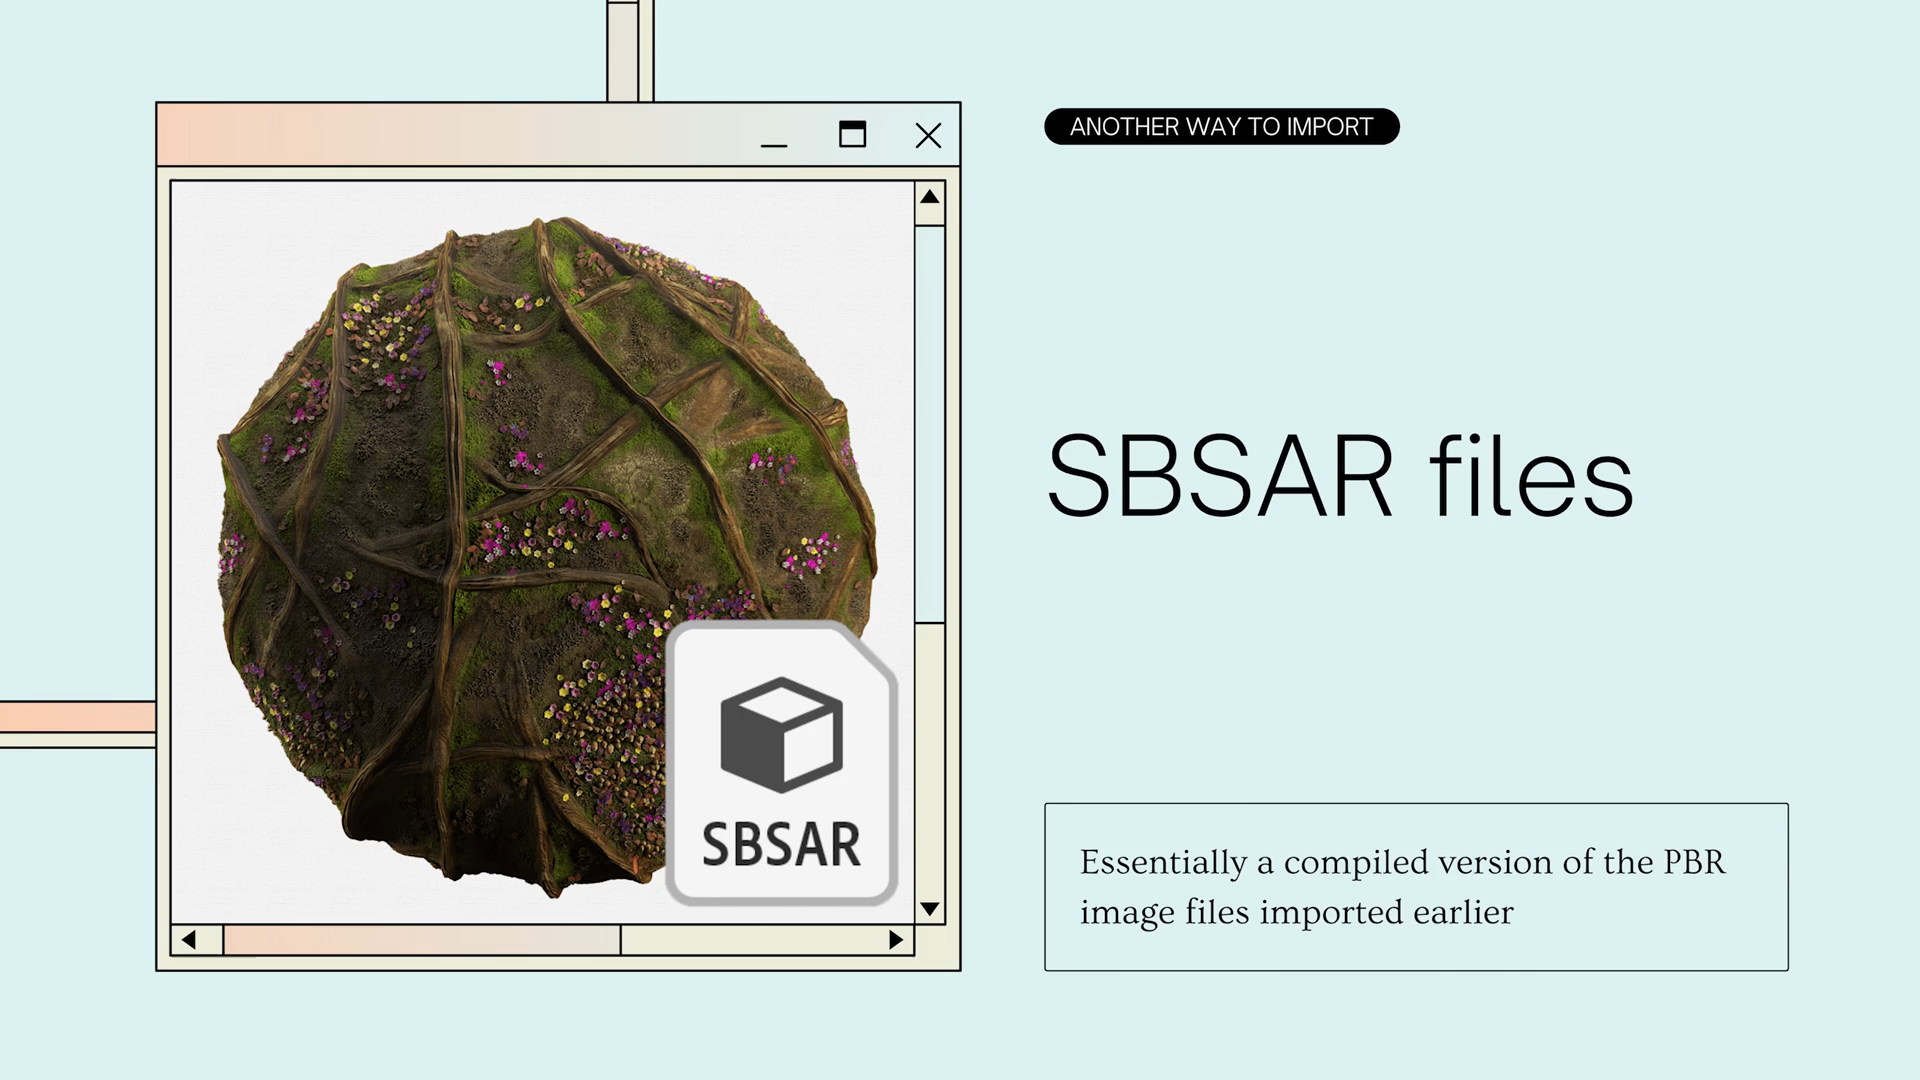 ANOTHER WAY TO IMPORT
SBSAR files
SBSAR
Essentially a compiled version of the PBR
image files imported earlier